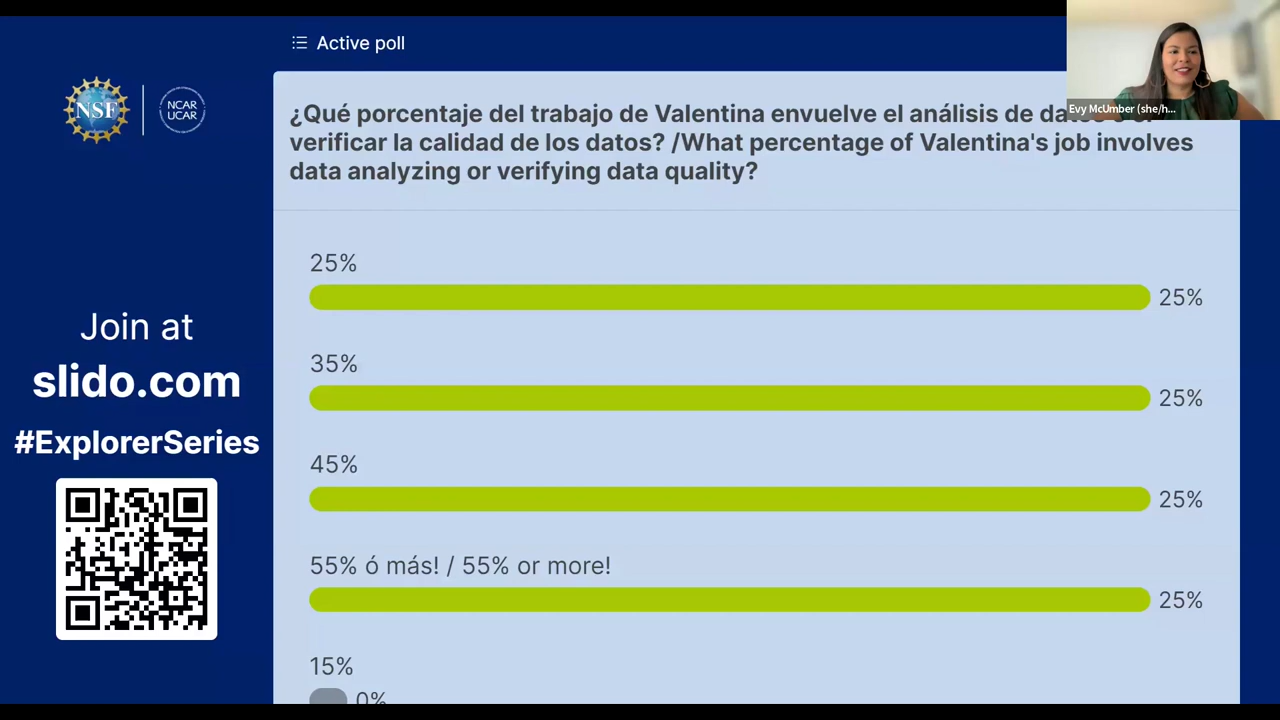 Active poll
Evy McUmber (she/h...
NSF
NCAR
UCAR
¿Qué porcentaje del trabajo de Valentina envuelve el análisis de
verificar la calidad de los datos? /What percentage of Valentina's job involves
data analyzing or verifying data quality?
25%
25%
35%
25%
Join at
slido.com
#ExplorerSeries
45%
25%
55% ó más! / 55% or more!
25%
15%
0%